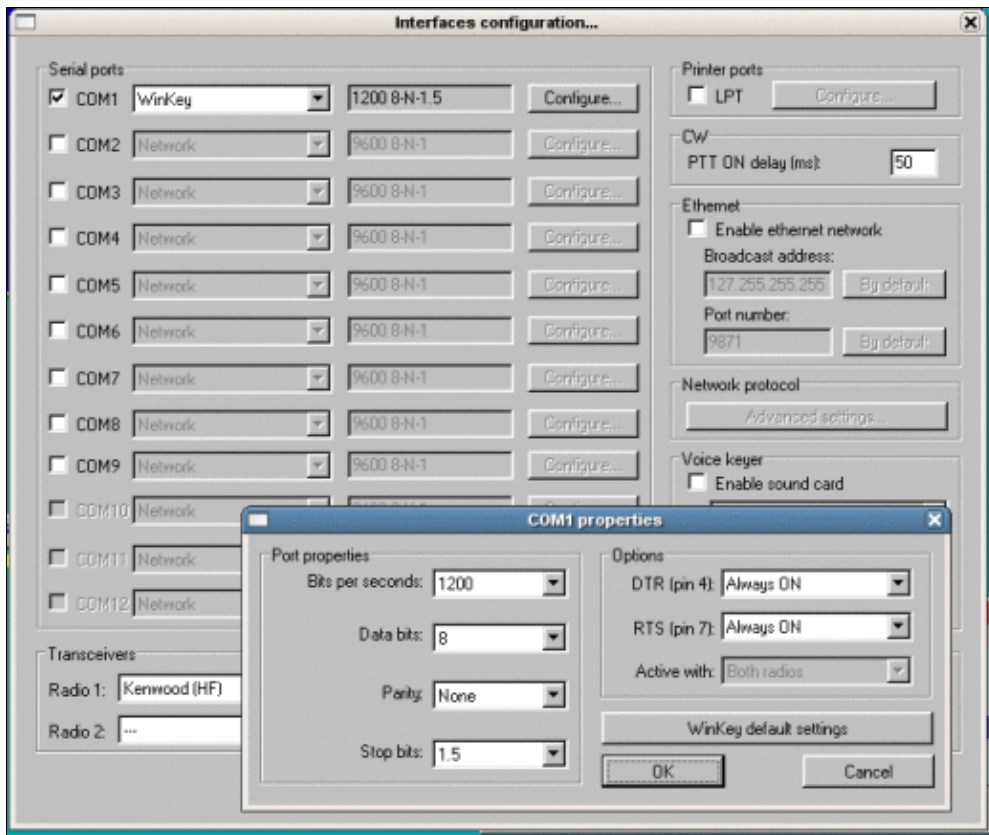 Interfaces configuration...
Serial ports
COM1 WinKey 1200 8-N-1.5 Configure...
COM2 Network 9600 8-N-1 Configure...
COM3 Network 9600 8-N-1 Configure...
COM4 Network 9600 8-N-1 Configure...
COM5 Network 9600 8-N-1 Configure...
COM6 Network 9600 8-N-1 Configure...
COM7 Network 9600 8-N-1 Configure...
COM8 Network 9600 8-N-1 Configure...
COM9 Network 9600 8-N-1 Configure...
COM10 Network
COM11 Network
COM12 Network
Transceivers
Radio 1: Kenwood (HF)
Radio 2: ---
Printer ports
LPT Configure...
CW
PTT ON delay (ms): 50
Ethernet
Enable ethernet network
Broadcast address:
127.255.255.255 By default
Port number:
9871 By default
Network protocol
Advanced settings...
Voice keyer
Enable sound card
COM1 properties
Port properties
Bits per seconds: 1200
Data bits: 8
Parity: None
Stop bits: 1.5
Options
DTR (pin 4): Always ON
RTS (pin 7): Always ON
Active with: Both radios
WinKey default settings
OK Cancel